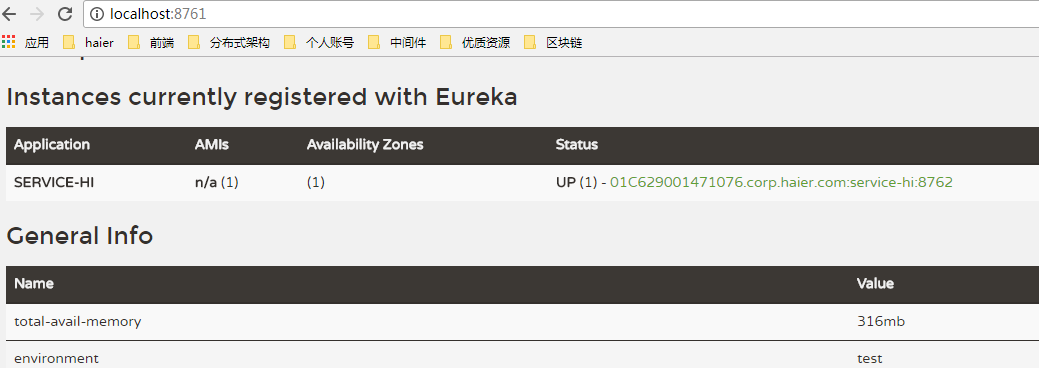 localhost:8761
应用 haier 前端 分布式架构 个人账号 中间件 优质资源 区块链
Instances currently registered with Eureka
Application AMIs Availability Zones Status
SERVICE-HI n/a (1) (1) UP (1) - 01C629001471076.corp.haier.com:service-hi:8762
General Info
Name Value
total-avail-memory 316mb
environment test